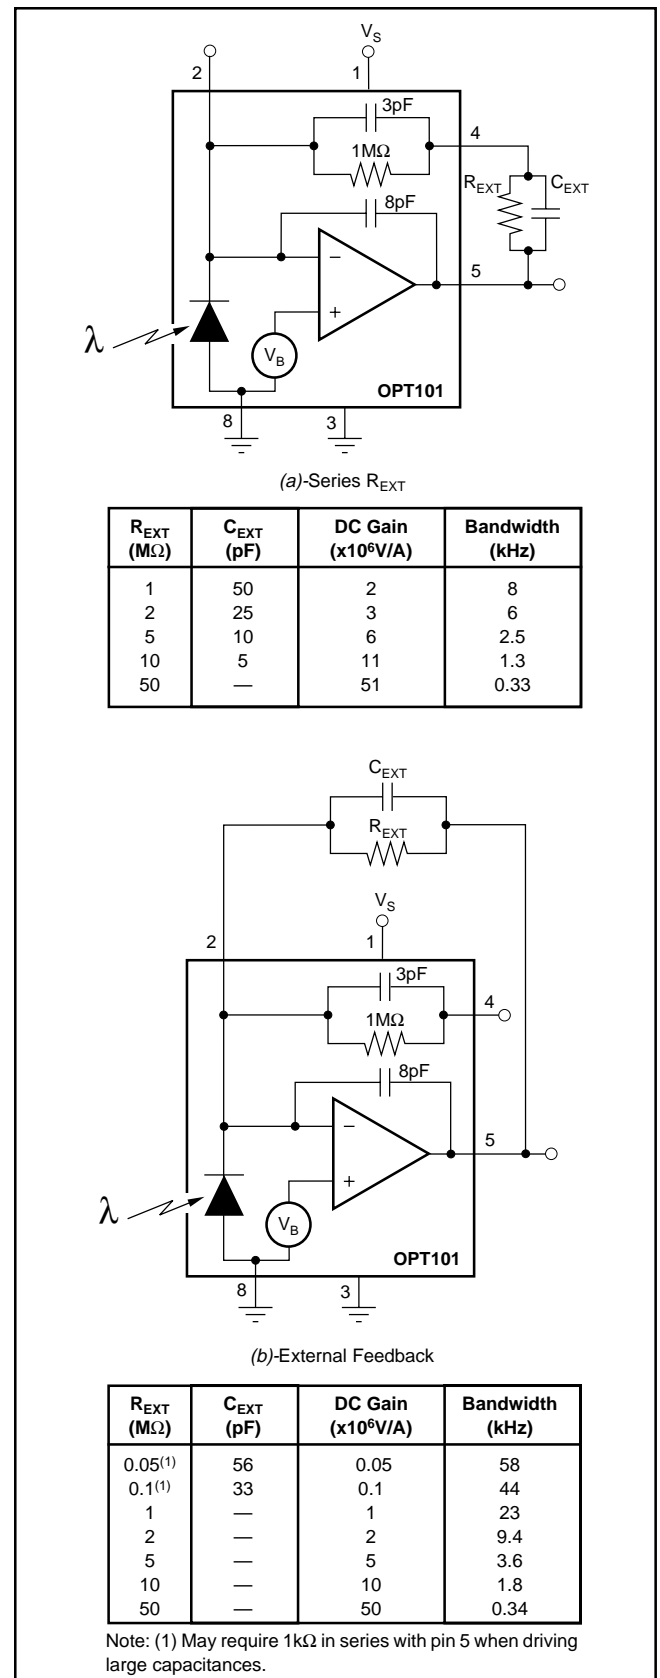 V_S
2
1
3pF
4
1MΩ
R_EXT
C_EXT
8pF
5
−
+
λ
V_B
OPT101
8
3
(a)-Series R_EXT
R_EXT (MΩ) C_EXT (pF) DC Gain (x10⁶V/A) Bandwidth (kHz)
1 50 2 8
2 25 3 6
5 10 6 2.5
10 5 11 1.3
50 — 51 0.33
C_EXT
R_EXT
V_S
2
1
3pF
4
1MΩ
8pF
5
−
+
λ
V_B
OPT101
8
3
(b)-External Feedback
R_EXT (MΩ) C_EXT (pF) DC Gain (x10⁶V/A) Bandwidth (kHz)
0.05(1) 56 0.05 58
0.1(1) 33 0.1 44
1 — 1 23
2 — 2 9.4
5 — 5 3.6
10 — 10 1.8
50 — 50 0.34
Note: (1) May require 1kΩ in series with pin 5 when driving
large capacitances.